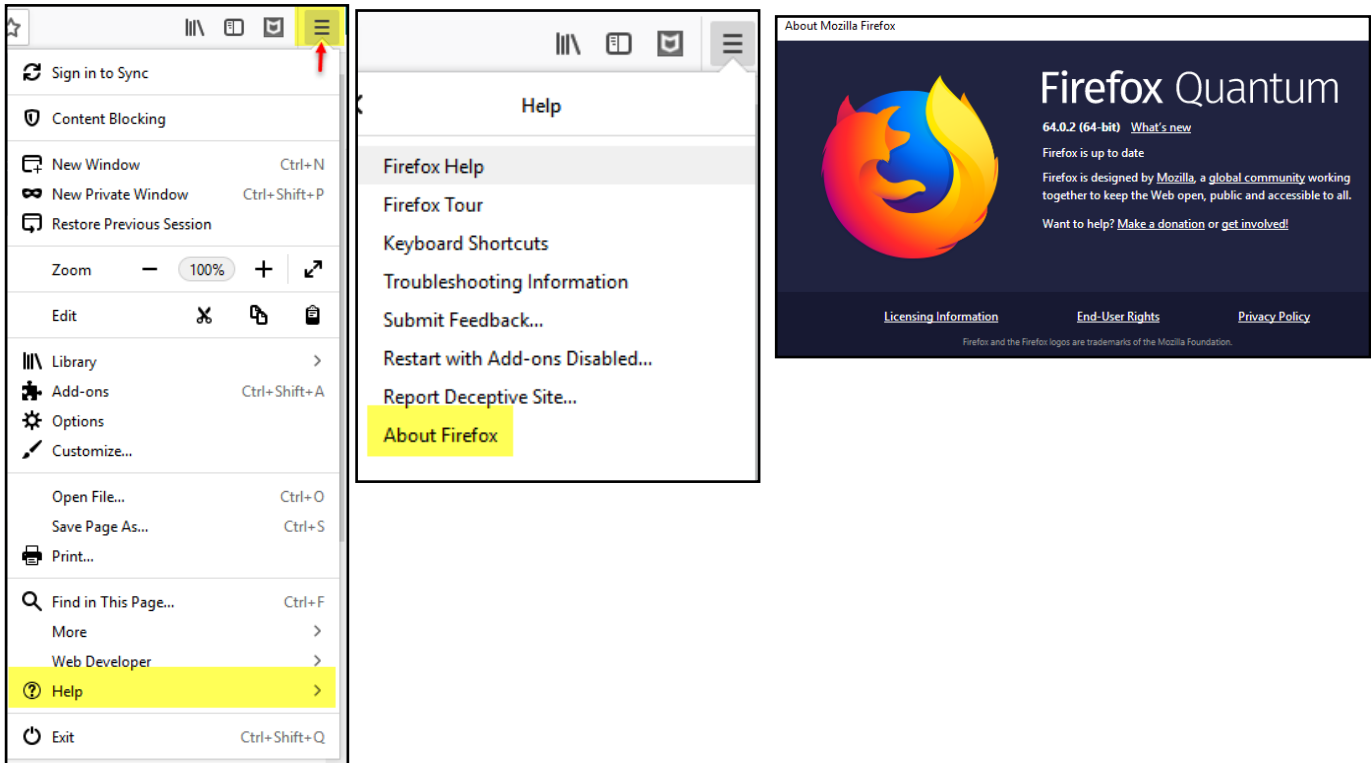 Sign in to Sync
Content Blocking
New Window Ctrl+N
New Private Window Ctrl+Shift+P
Restore Previous Session
Zoom 100%
Edit
Library
Add-ons Ctrl+Shift+A
Options
Customize...
Open File... Ctrl+O
Save Page As... Ctrl+S
Print...
Find in This Page... Ctrl+F
More
Web Developer
Help
Exit Ctrl+Shift+Q
Help
Firefox Help
Firefox Tour
Keyboard Shortcuts
Troubleshooting Information
Submit Feedback...
Restart with Add-ons Disabled...
Report Deceptive Site...
About Firefox
About Mozilla Firefox
Firefox Quantum
64.0.2 (64-bit) What's new
Firefox is up to date
Firefox is designed by Mozilla, a global community working
together to keep the Web open, public and accessible to all.
Want to help? Make a donation or get involved!
Licensing Information End-User Rights Privacy Policy
Firefox and the Firefox logos are trademarks of the Mozilla Foundation.